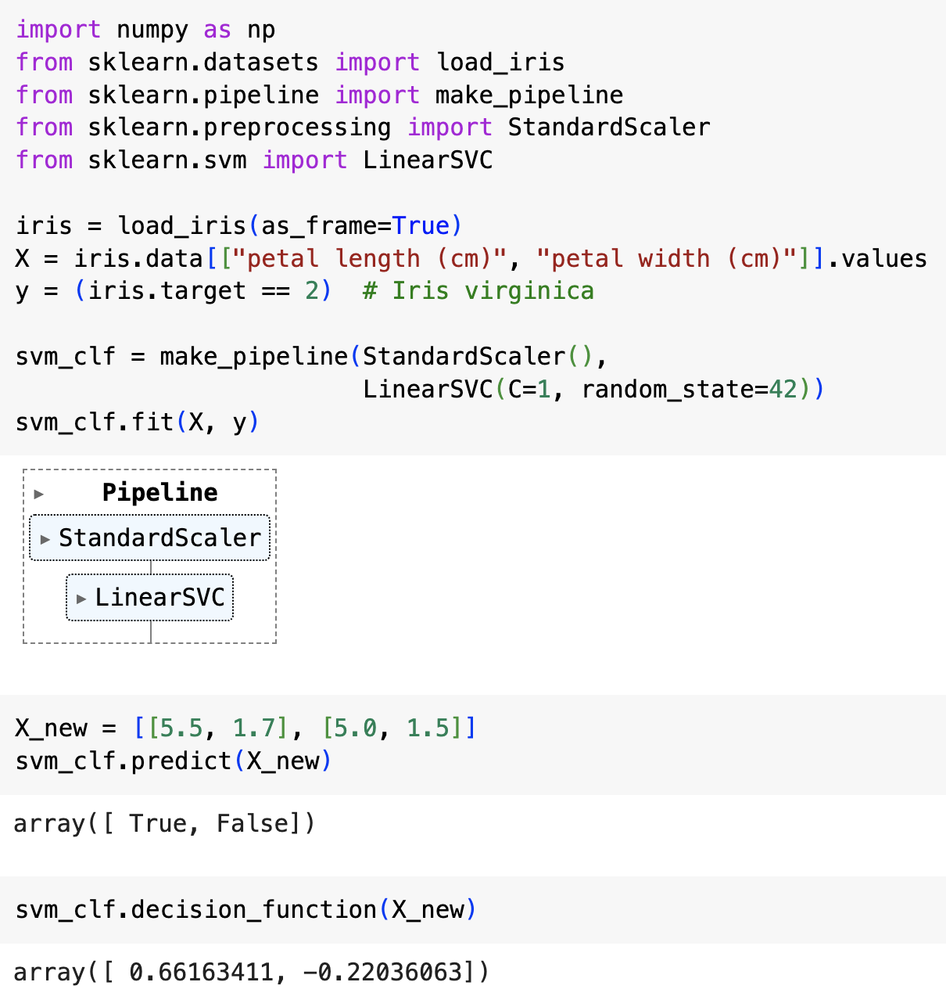 import numpy as np
from sklearn.datasets import load_iris
from sklearn.pipeline import make_pipeline
from sklearn.preprocessing import StandardScaler
from sklearn.svm import LinearSVC
iris = load_iris(as_frame=True)
X = iris.data[["petal length (cm)", "petal width (cm)"]].values
y = (iris.target == 2)  # Iris virginica
svm_clf = make_pipeline(StandardScaler(),
                        LinearSVC(C=1, random_state=42))
svm_clf.fit(X, y)
Pipeline
StandardScaler
LinearSVC
X_new = [[5.5, 1.7], [5.0, 1.5]]
svm_clf.predict(X_new)
array([ True, False])
svm_clf.decision_function(X_new)
array([ 0.66163411, −0.22036063])